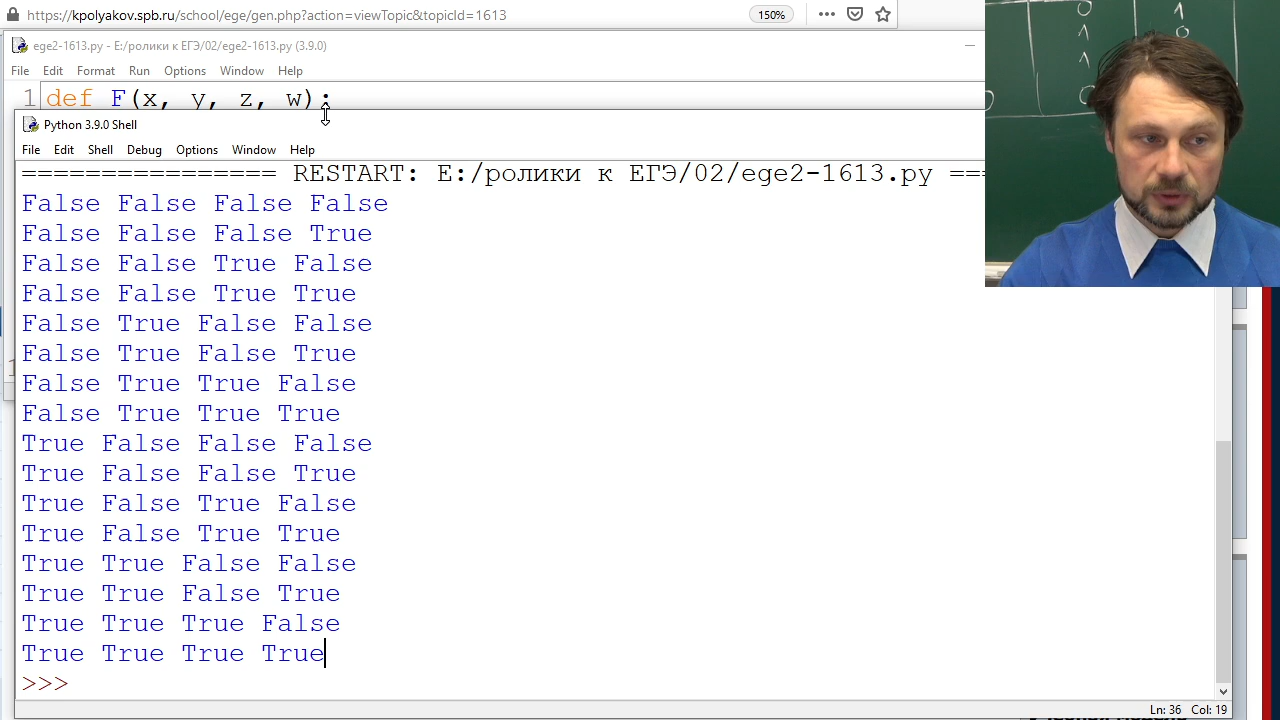 https://kpolyakov.spb.ru/school/ege/gen.php?action=viewTopic&topicId=1613
150%
ege2-1613.py - E:/ролики к ЕГЭ/02/ege2-1613.py (3.9.0)
File Edit Format Run Options Window Help
1 def F(x, y, z, w):
Python 3.9.0 Shell
File Edit Shell Debug Options Window Help
================ RESTART: E:/ролики к ЕГЭ/02/ege2-1613.py ===
False False False False
False False False True
False False True False
False False True True
False True False False
False True False True
False True True False
False True True True
True False False False
True False False True
True False True False
True False True True
True True False False
True True False True
True True True False
True True True True
>>>
Ln: 36 Col: 19
0 1
1 0
1
0